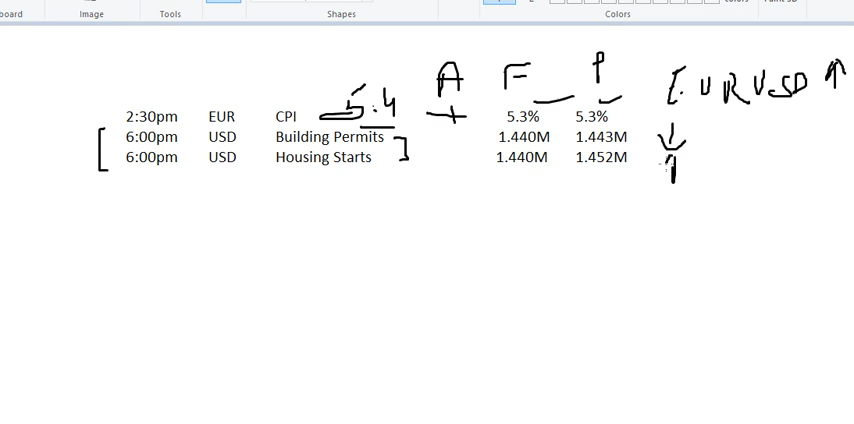 Image Tools Shapes Colors
A F P EURUSD ↑
5.4
2:30pm EUR CPI + 5.3% 5.3%
6:00pm USD Building Permits 1.440M 1.443M ↓
6:00pm USD Housing Starts 1.440M 1.452M